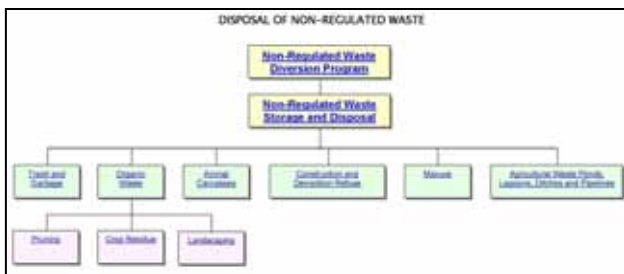 DISPOSAL OF NON-REGULATED WASTE
Non-Regulated Waste
Diversion Program
Non-Regulated Waste
Storage and Disposal
Trash and
Garbage
Organic
Waste
Animal
Carcasses
Construction and
Demolition Refuse
Manure
Agricultural Waste Ponds,
Lagoons, Ditches and Pipelines
Pruning
Crop Residue
Landscaping